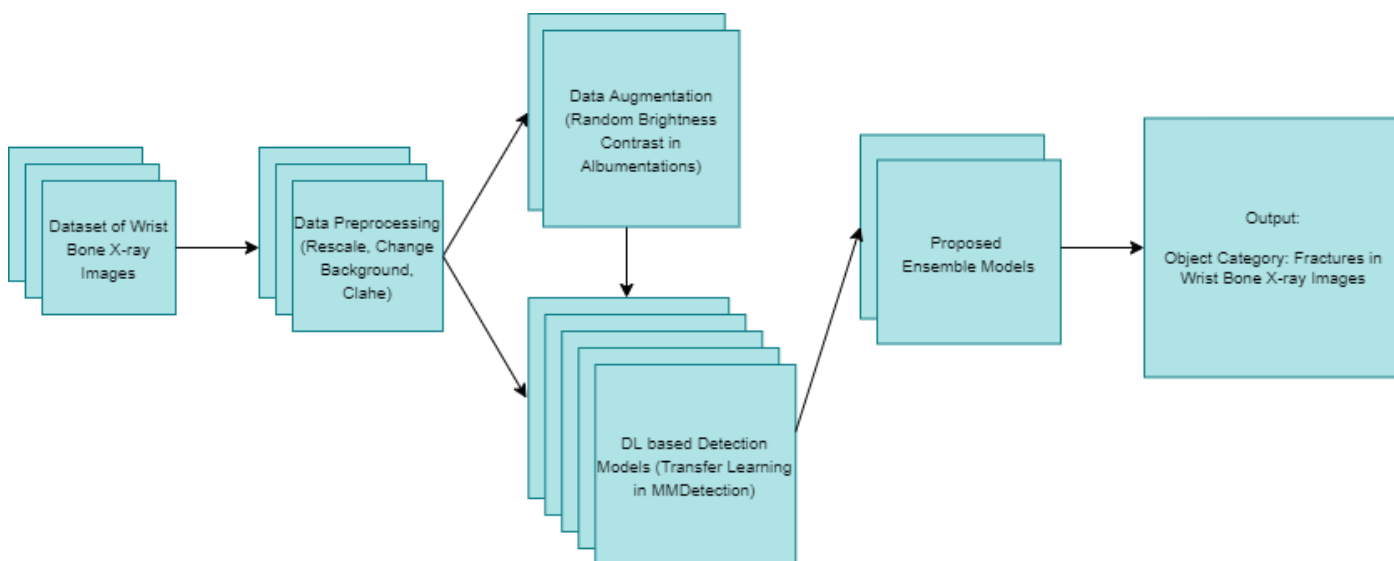 Dataset of Wrist
Bone X-ray
Images
Data Preprocessing
(Rescale, Change
Background,
Clahe)
Data Augmentation
(Random Brightness
Contrast in
Albumentations)
DL based Detection
Models (Transfer Learning
in MMDetection)
Proposed
Ensemble Models
Output:
Object Category: Fractures in
Wrist Bone X-ray Images